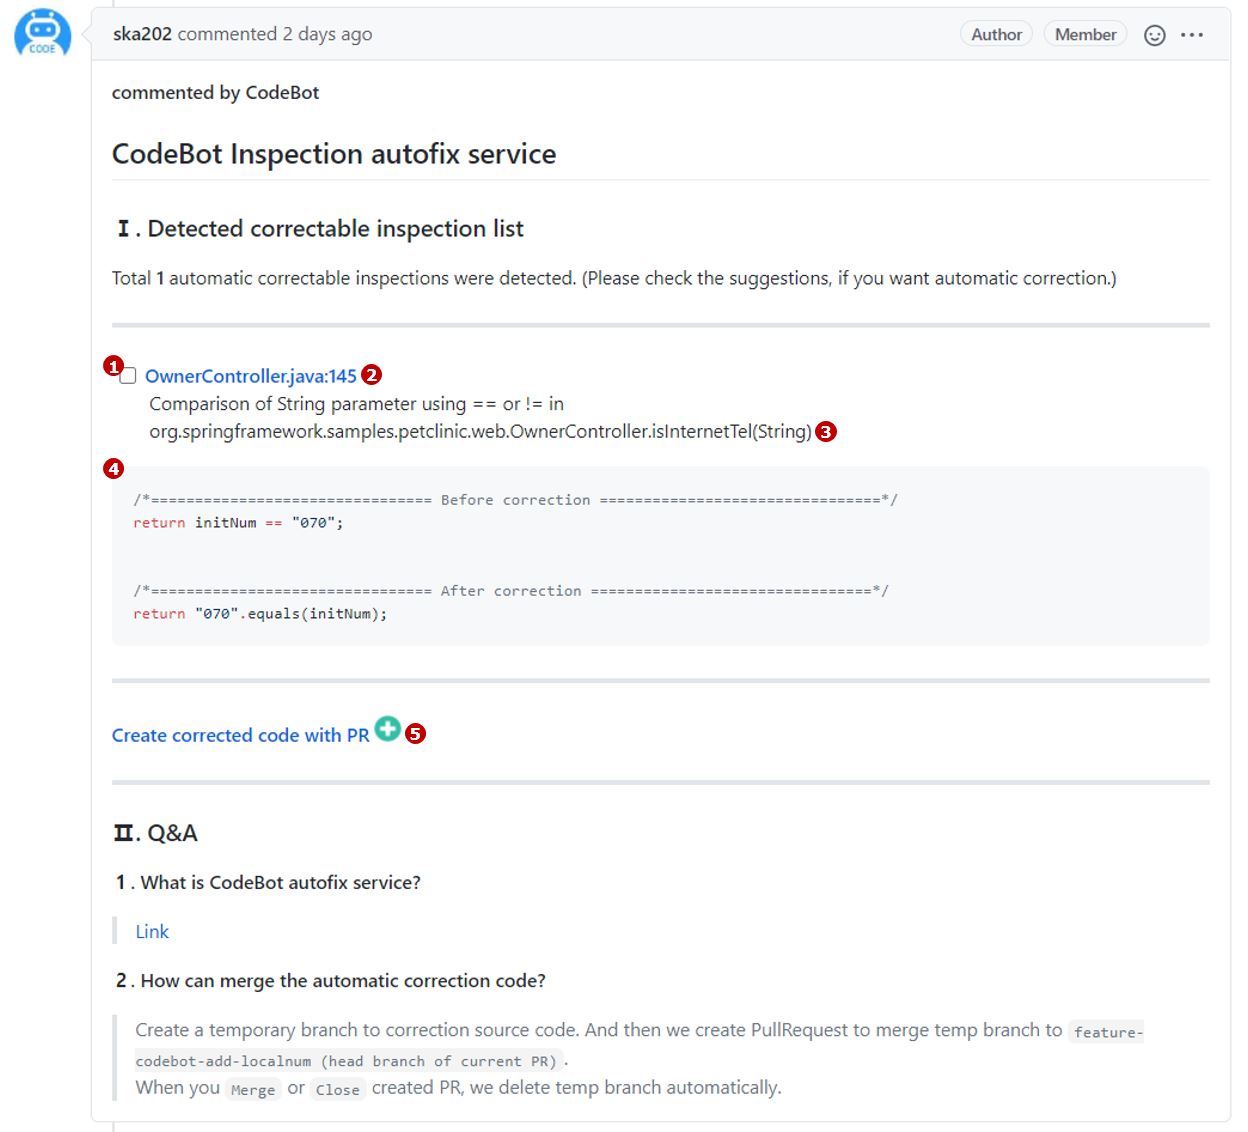 CODE
ska202 commented 2 days ago
Author Member
commented by CodeBot
CodeBot Inspection autofix service
Ⅰ. Detected correctable inspection list
Total 1 automatic correctable inspections were detected. (Please check the suggestions, if you want automatic correction.)
1
OwnerController.java:145 2
Comparison of String parameter using == or != in
org.springframework.samples.petclinic.web.OwnerController.isInternetTel(String) 3
4
/*================================ Before correction ================================*/
return initNum == "070";
/*================================ After correction ================================*/
return "070".equals(initNum);
Create corrected code with PR 5
Ⅱ. Q&A
1. What is CodeBot autofix service?
Link
2. How can merge the automatic correction code?
Create a temporary branch to correction source code. And then we create PullRequest to merge temp branch to feature-
codebot-add-localnum (head branch of current PR) .
When you Merge or Close created PR, we delete temp branch automatically.